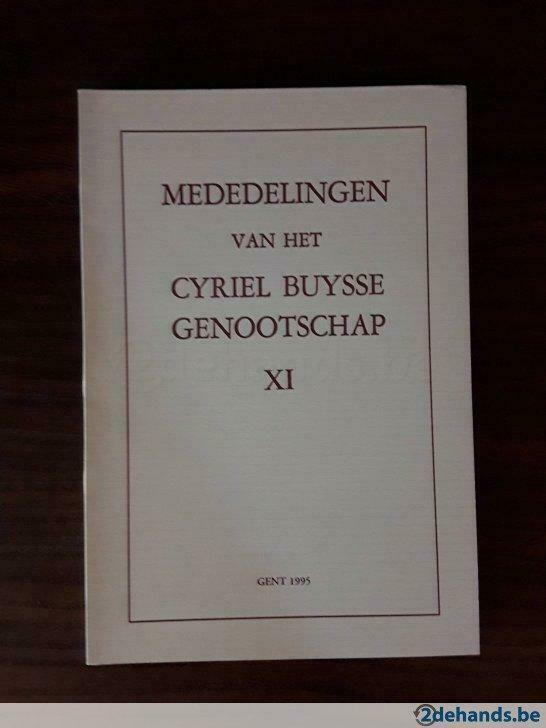 MEDEDELINGEN
VAN HET
CYRIEL BUYSSE
GENOOTSCHAP
XI
GENT 1995
2dehands.be